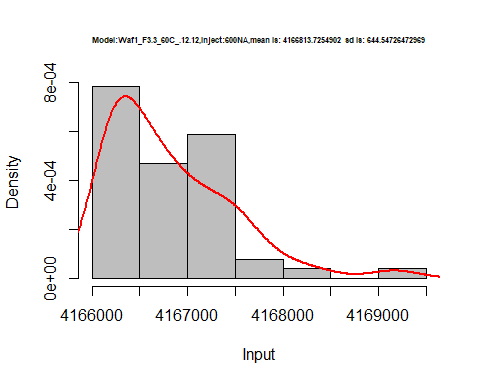 Model:Waf1_F3.3_60C_.12.12,Inject:600NA,mean is: 4166813.7254902  sd is: 644.54726472969
8e-04
4e-04
0e+00
Density
4166000
4167000
4168000
4169000
Input